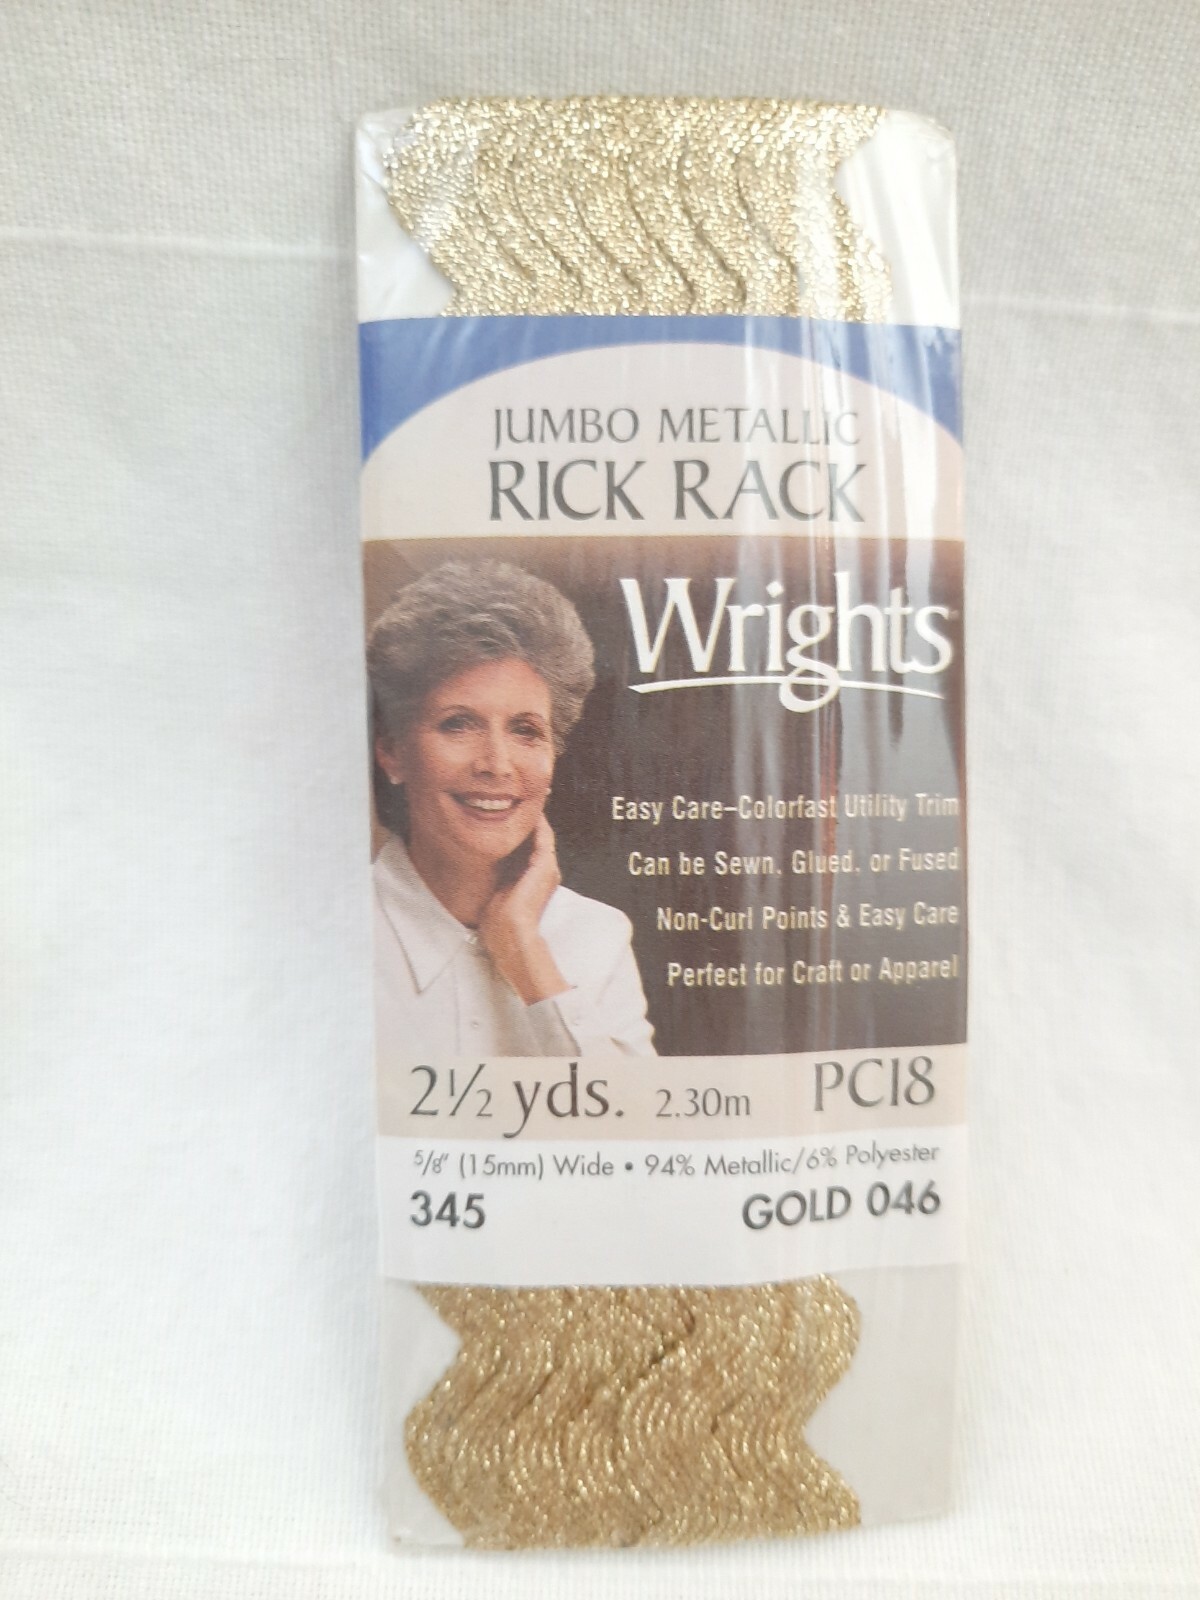 JUMBO METALLIC
RICK RACK
Wrights
Easy Care–Colorfast Utility Trim
Can be Sewn, Glued, or Fused
Non-Curl Points & Easy Care
Perfect for Craft or Apparel
2½ yds. 2.30m PC18
5/8" (15mm) Wide • 94% Metallic/6% Polyester
345 GOLD 046